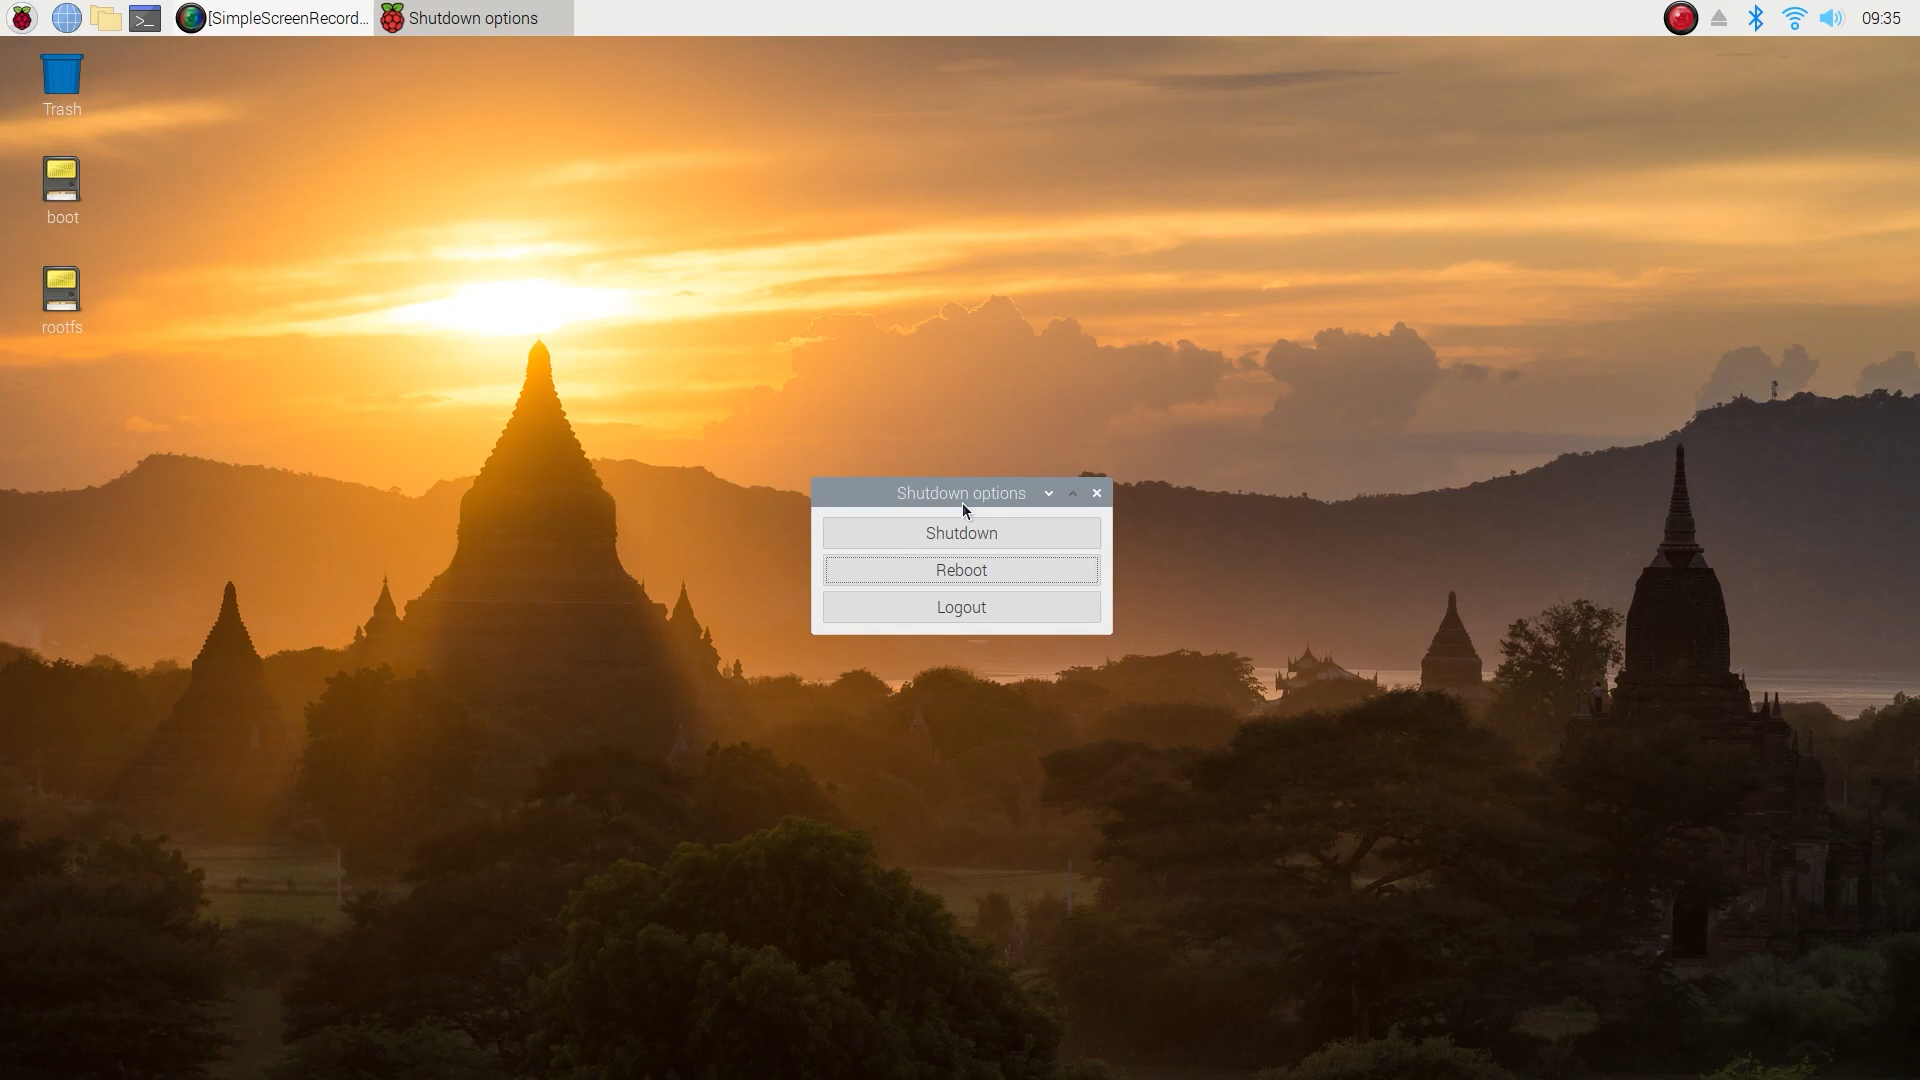 [SimpleScreenRecord...
Shutdown options
09:35
Trash
boot
rootfs
Shutdown options
Shutdown
Reboot
Logout